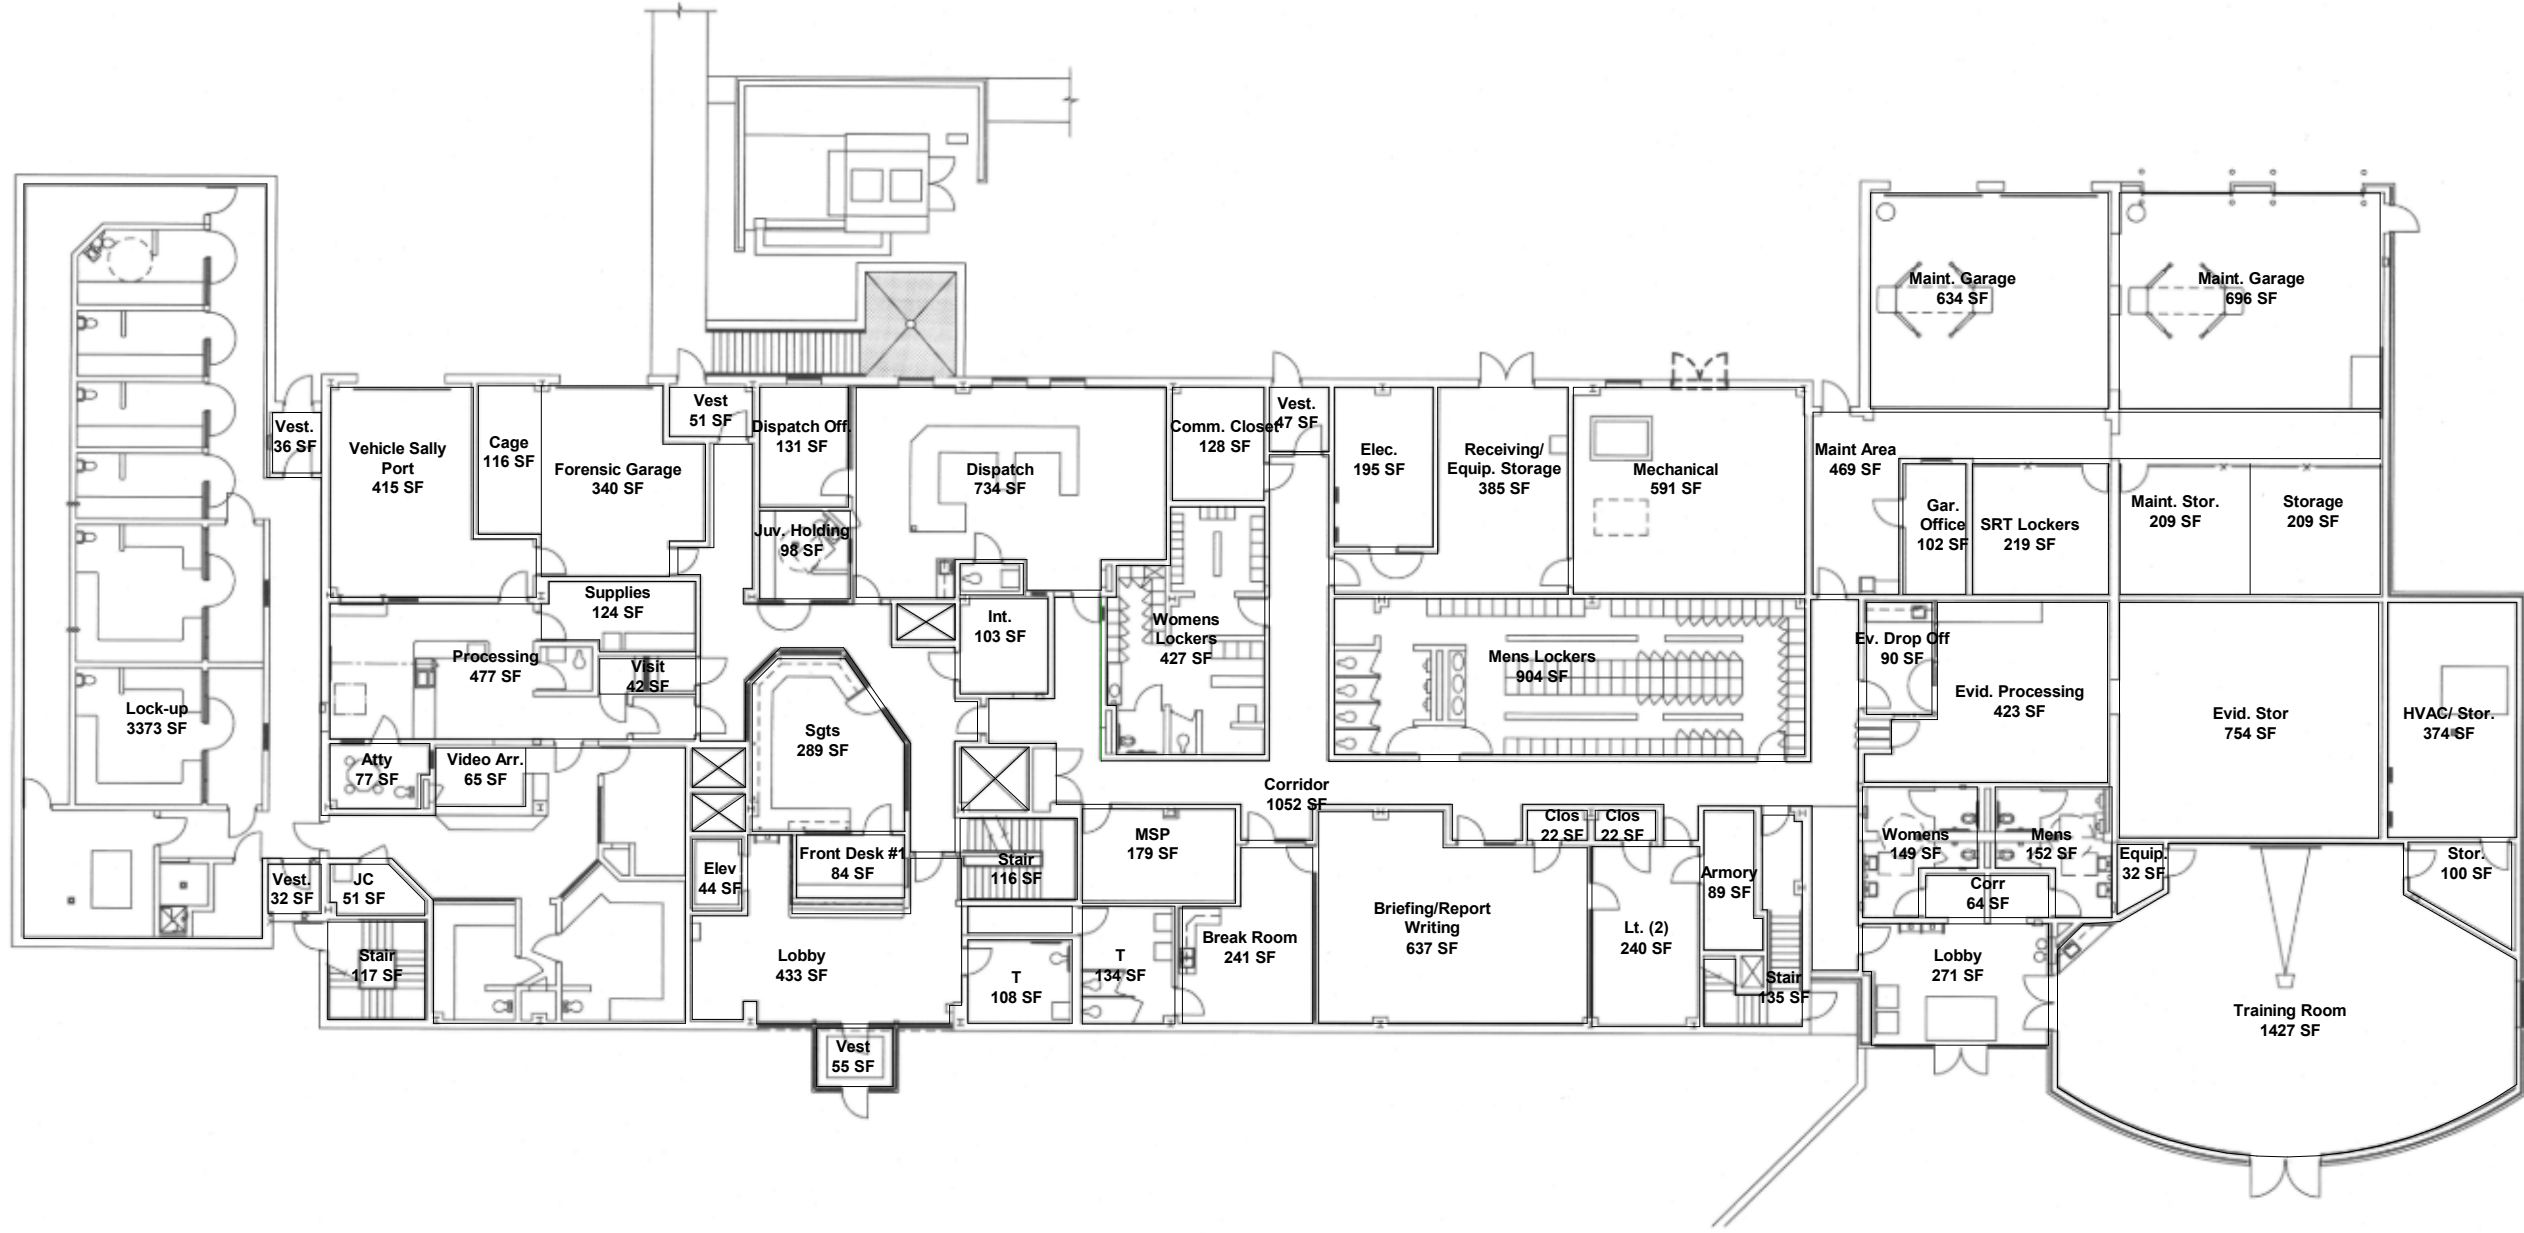 Maint. Garage
634 SF
Maint. Garage
696 SF
Vest.
36 SF
Vehicle Sally
Port
415 SF
Cage
116 SF
Forensic Garage
340 SF
Vest
51 SF
Dispatch Off.
131 SF
Dispatch
734 SF
Comm. Closet
128 SF
Vest.
47 SF
Elec.
195 SF
Receiving/
Equip. Storage
385 SF
Mechanical
591 SF
Maint Area
469 SF
Gar.
Office
102 SF
SRT Lockers
219 SF
Maint. Stor.
209 SF
Storage
209 SF
Juv. Holding
98 SF
Supplies
124 SF
Int.
103 SF
Womens
Lockers
427 SF
Mens Lockers
904 SF
Ev. Drop Off
90 SF
Evid. Processing
423 SF
Evid. Stor
754 SF
HVAC/ Stor.
374 SF
Lock-up
3373 SF
Processing
477 SF
Visit
42 SF
Sgts
289 SF
Atty
77 SF
Video Arr.
65 SF
Corridor
1052 SF
MSP
179 SF
Clos
22 SF
Clos
22 SF
Womens
149 SF
Mens
152 SF
Equip.
32 SF
Stor.
100 SF
Vest.
32 SF
JC
51 SF
Elev
44 SF
Front Desk #1
84 SF
Stair
116 SF
Armory
89 SF
Corr
64 SF
Stair
117 SF
Lobby
433 SF
T
108 SF
T
134 SF
Break Room
241 SF
Briefing/Report
Writing
637 SF
Lt. (2)
240 SF
Stair
135 SF
Lobby
271 SF
Training Room
1427 SF
Vest
55 SF